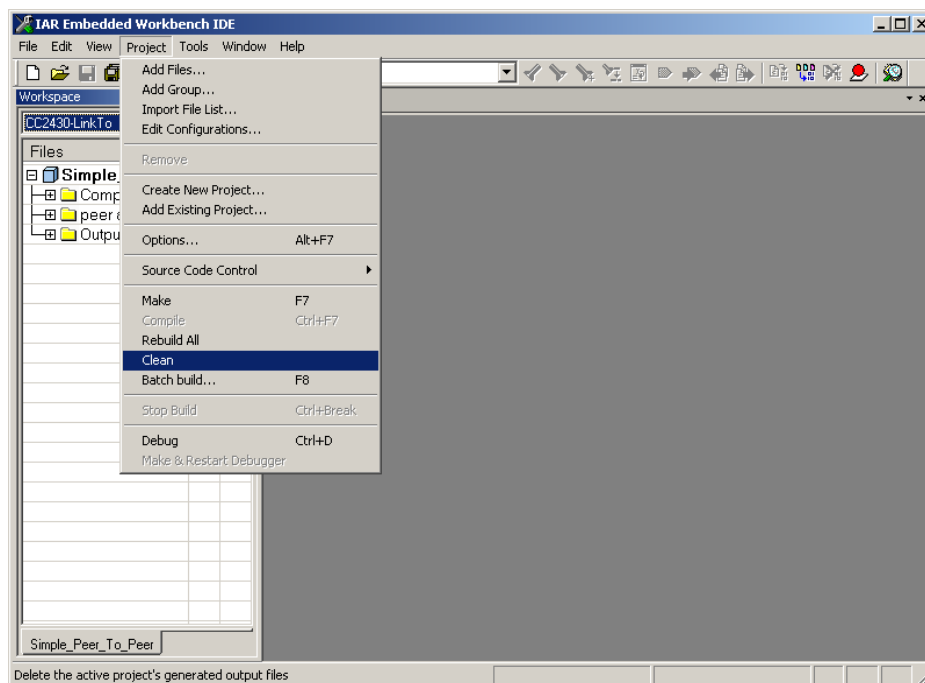 IAR Embedded Workbench IDE
File Edit View Project Tools Window Help
Workspace
CC2430-LinkTo
Files
Simple_
Comp
peer
Outpu
Add Files...
Add Group...
Import File List...
Edit Configurations...
Remove
Create New Project...
Add Existing Project...
Options... Alt+F7
Source Code Control
Make F7
Compile Ctrl+F7
Rebuild All
Clean
Batch build... F8
Stop Build Ctrl+Break
Debug Ctrl+D
Make & Restart Debugger
Simple_Peer_To_Peer
Delete the active project's generated output files